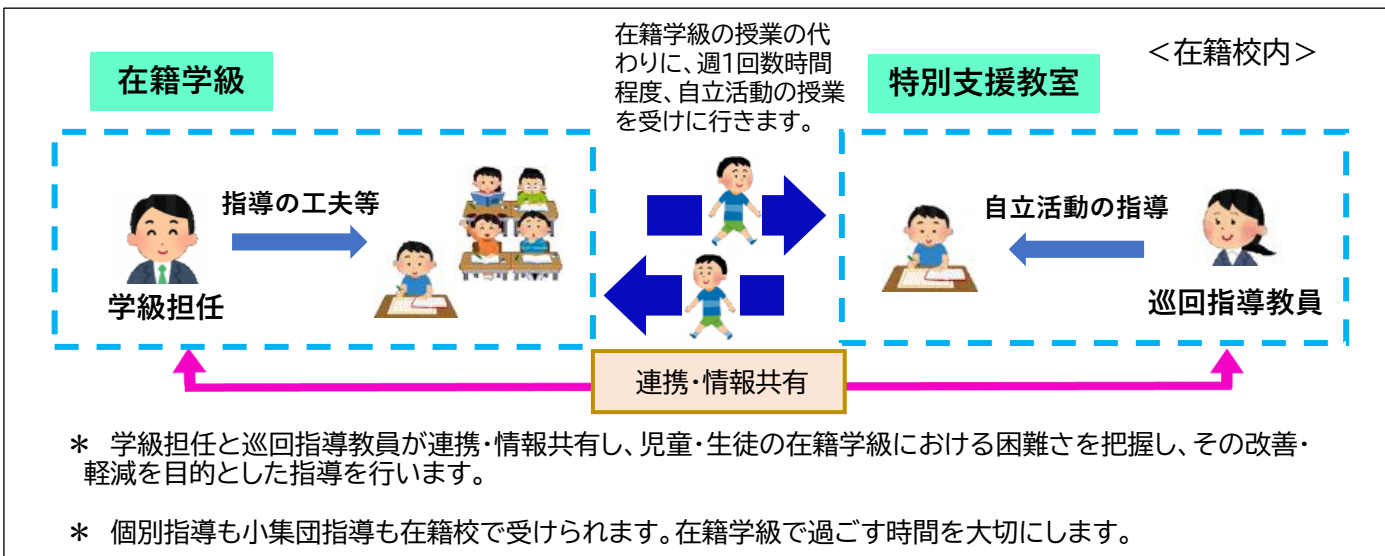 在籍学級の授業の代
わりに、週1回数時間
程度、自立活動の授業
を受けに行きます。
＜在籍校内＞
在籍学級
特別支援教室
指導の工夫等
学級担任
自立活動の指導
巡回指導教員
連携・情報共有
＊　学級担任と巡回指導教員が連携・情報共有し、児童・生徒の在籍学級における困難さを把握し、その改善・
軽減を目的とした指導を行います。
＊　個別指導も小集団指導も在籍校で受けられます。在籍学級で過ごす時間を大切にします。